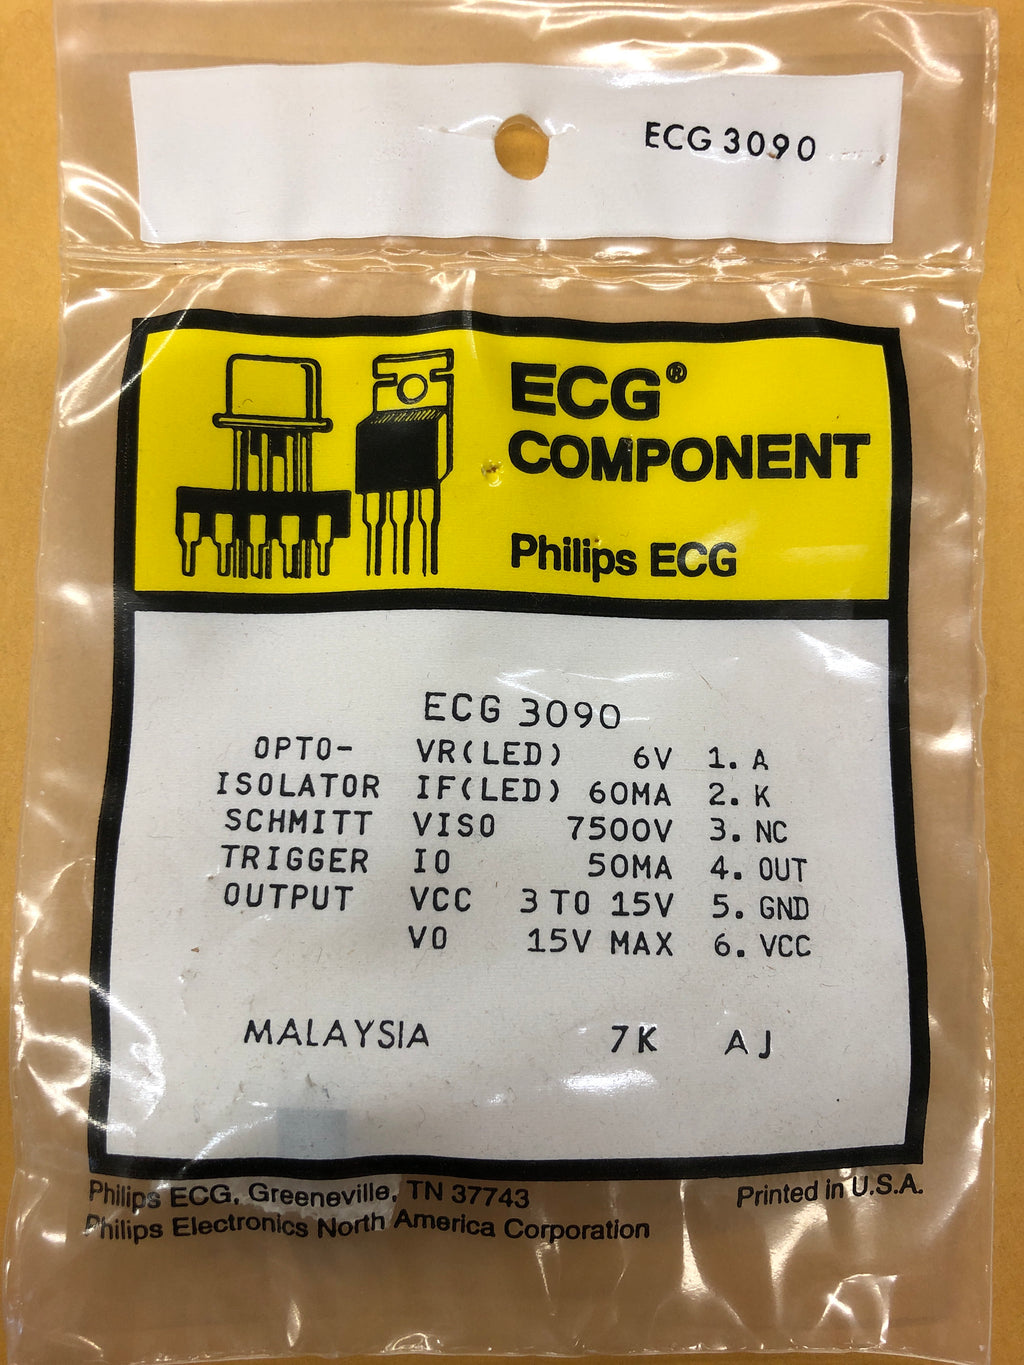 ECG 3090
ECG®
COMPONENT
Philips ECG
ECG 3090
OPTO- VR(LED) 6V 1. A
ISOLATOR IF(LED) 60MA 2. K
SCHMITT VISO 7500V 3. NC
TRIGGER IO 50MA 4. OUT
OUTPUT VCC 3 TO 15V 5. GND
VO 15V MAX 6. VCC
MALAYSIA 7K AJ
Philips ECG, Greeneville, TN 37743 Printed in U.S.A.
Philips Electronics North America Corporation